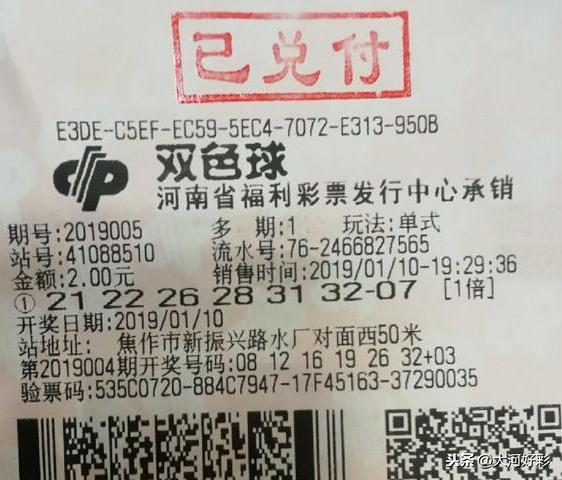 已兑付
E3DE-C5EF-EC59-5EC4-7072-E313-950B
双色球
河南省福利彩票发行中心承销
期号:2019005 多期:1 玩法:单式
站号:41088510 流水号:76-2466827565
金额:2.00元 销售时间:2019/01/10-19:29:36
① 21 22 26 28 31 32-07 [1倍]
开奖日期:2019/01/10
站地址: 焦作市新振兴路水厂对面西50米
第2019004期开奖号码:08 12 16 19 26 32+03
验票码:535C0720-884C7947-17F45163-37290035
头条 @大河好彩